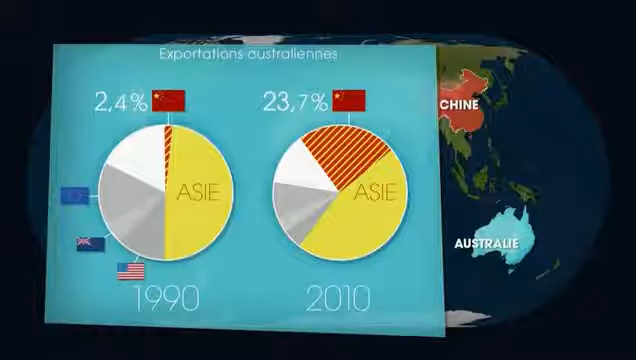 Exportations australiennes
2,4% 23,7%
CHINE
ASIE ASIE
AUSTRALIE
1990 2010